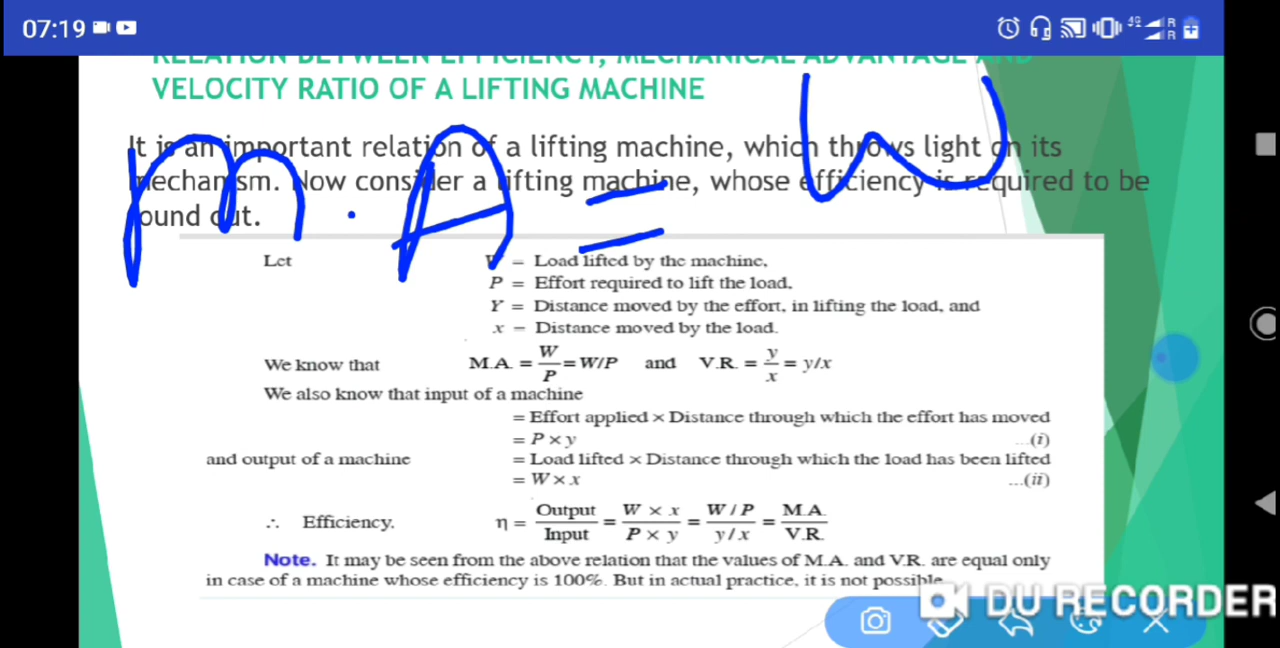 07:19 4G R R
RELATION BETWEEN EFFICIENCY, MECHANICAL ADVANTAGE AND
VELOCITY RATIO OF A LIFTING MACHINE
It is an important relation of a lifting machine, which throws light on its
mechanism. Now consider a lifting machine, whose efficiency is required to be
found out.
m . A = W
Let W = Load lifted by the machine,
P = Effort required to lift the load,
Y = Distance moved by the effort, in lifting the load, and
x = Distance moved by the load.
We know that M.A. = W/P = W/P and V.R. = y/x = y/x
We also know that input of a machine
= Effort applied × Distance through which the effort has moved
= P × y ...(i)
and output of a machine = Load lifted × Distance through which the load has been lifted
= W × x ...(ii)
∴ Efficiency, η = Output/Input = W × x/P × y = W / P/y / x = M.A./V.R.
Note. It may be seen from the above relation that the values of M.A. and V.R. are equal only
in case of a machine whose efficiency is 100%. But in actual practice, it is not possible
DU RECORDER